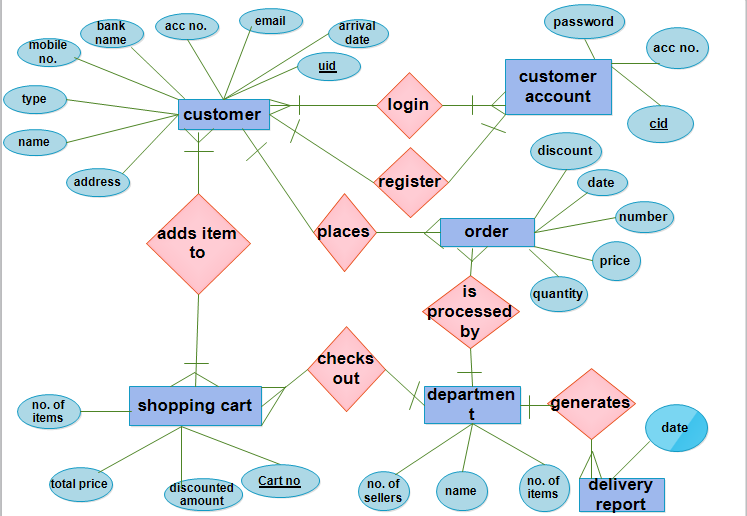 email
password
bank
name
acc no.
arrival
date
mobile
no.
acc no.
uid
customer
account
type
login
customer
cid
name
discount
address
register
date
number
adds item
to
places
order
price
is
processed
by
quantity
checks
out
no. of
items
shopping cart
departmen
t
generates
date
total price
discounted
amount
Cart no
no. of
sellers
name
no. of
items
delivery
report